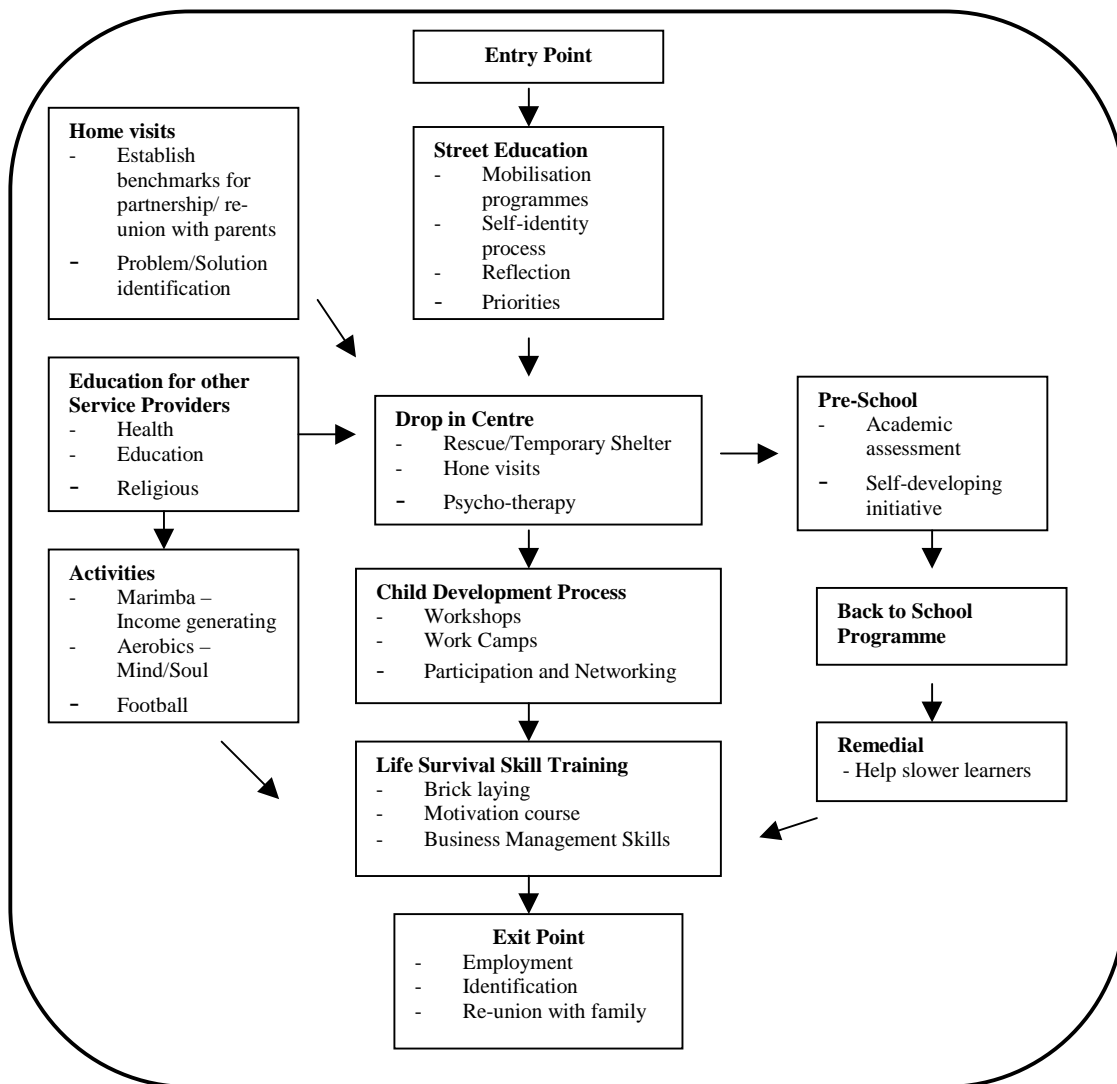 Entry Point
Home visits
- Establish
benchmarks for
partnership/ re-
union with parents
- Problem/Solution
identification
Street Education
- Mobilisation
programmes
- Self-identity
process
- Reflection
- Priorities
Education for other
Service Providers
- Health
- Education
- Religious
Drop in Centre
- Rescue/Temporary Shelter
- Hone visits
- Psycho-therapy
Pre-School
- Academic
assessment
- Self-developing
initiative
Activities
- Marimba –
Income generating
- Aerobics –
Mind/Soul
- Football
Child Development Process
- Workshops
- Work Camps
- Participation and Networking
Back to School
Programme
Life Survival Skill Training
- Brick laying
- Motivation course
- Business Management Skills
Remedial
- Help slower learners
Exit Point
- Employment
- Identification
- Re-union with family